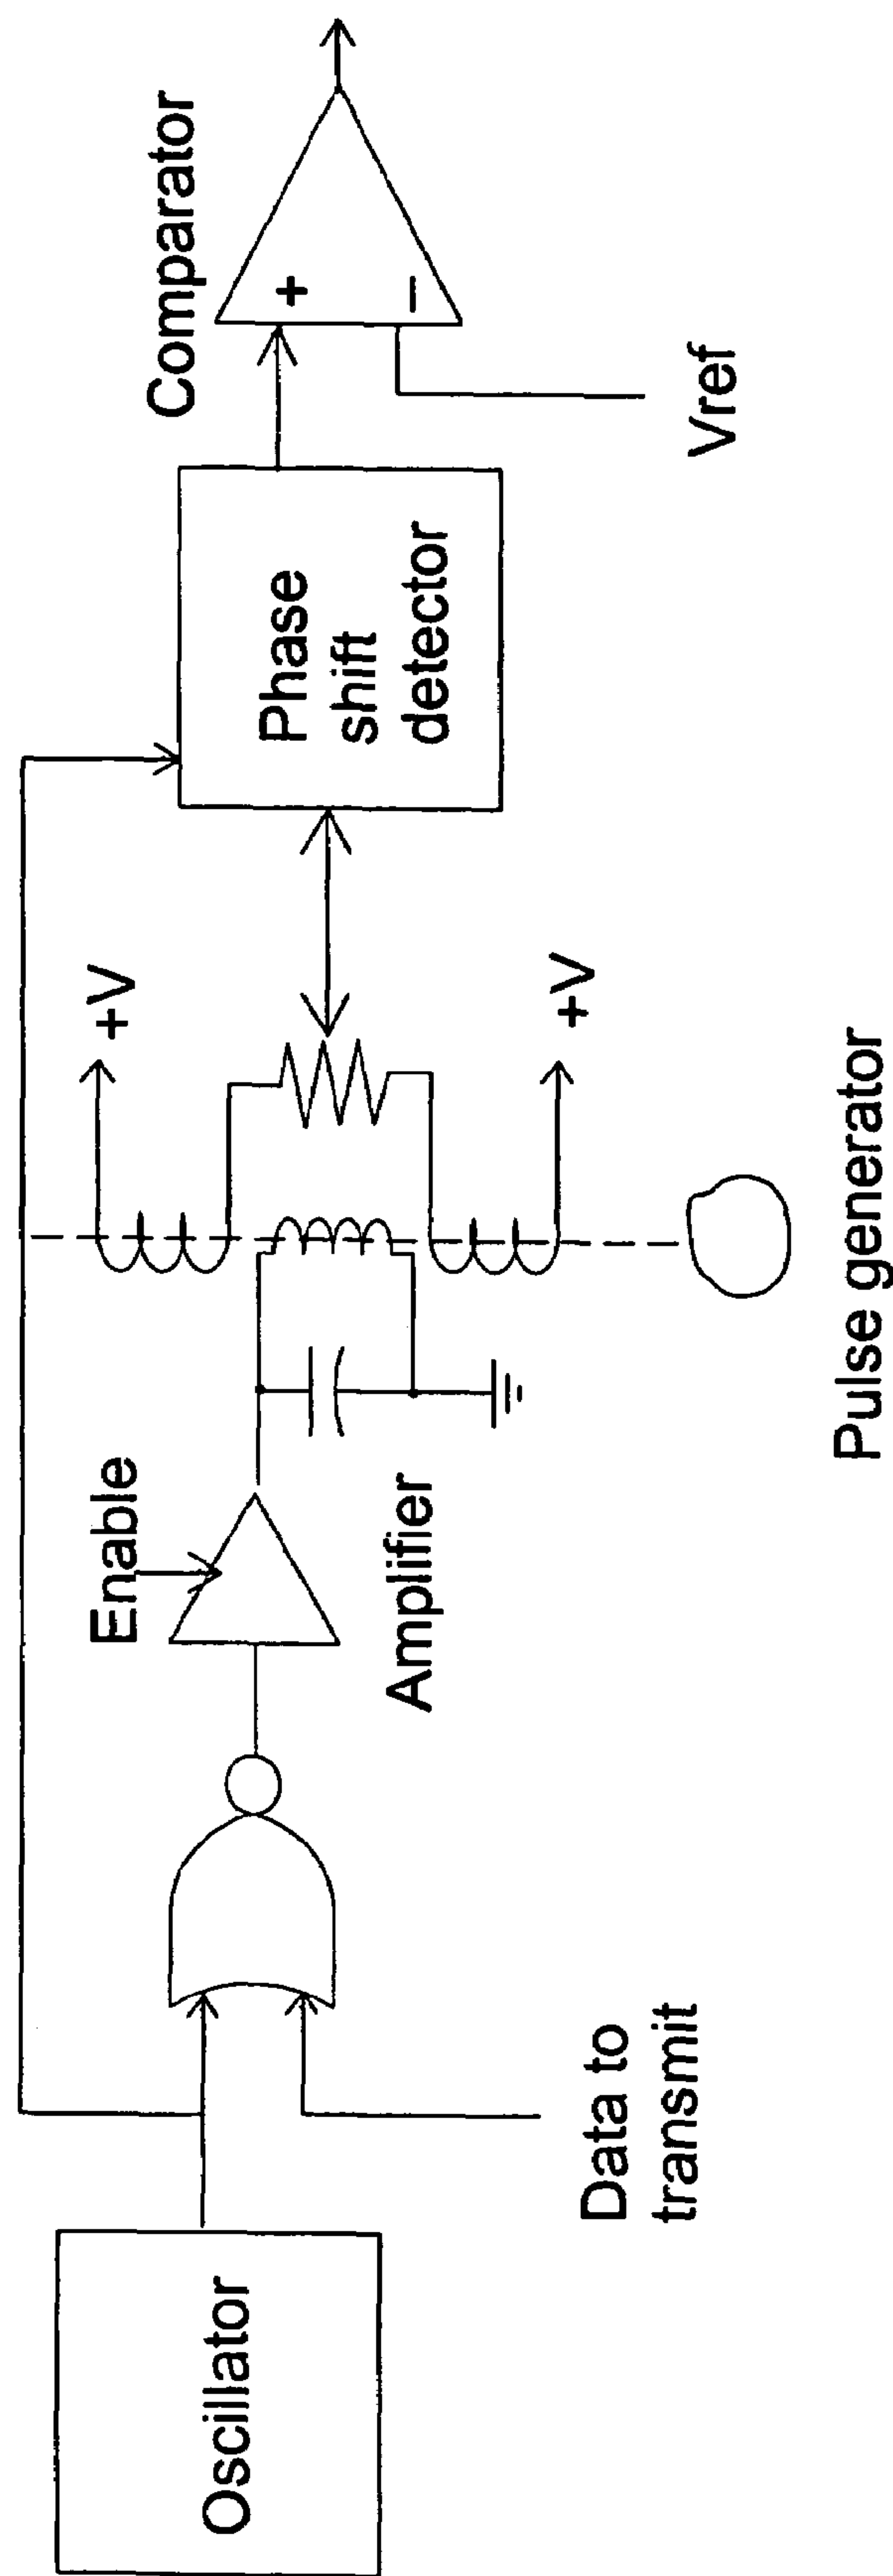 Oscillator
Data to
transmit
Enable
Amplifier
+V
+V
Pulse generator
Phase
shift
detector
Comparator
+
−
Vref